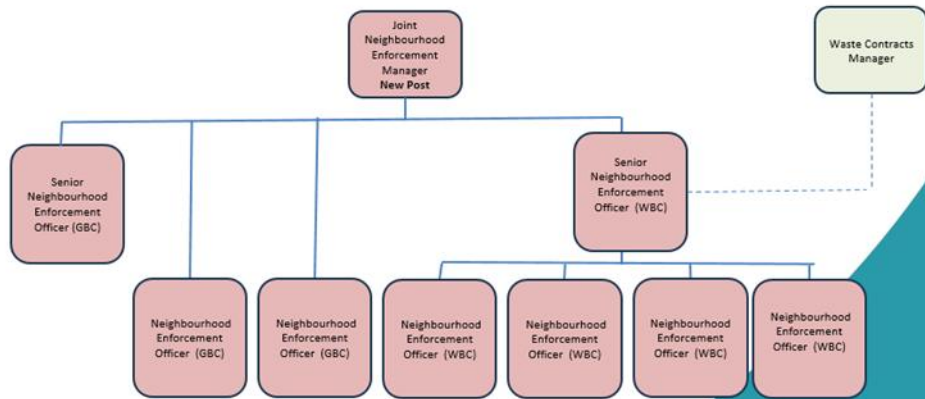 Joint
Neighbourhood
Enforcement
Manager
New Post
Waste Contracts
Manager
Senior
Neighbourhood
Enforcement
Officer (GBC)
Senior
Neighbourhood
Enforcement
Officer (WBC)
Neighbourhood
Enforcement
Officer (GBC)
Neighbourhood
Enforcement
Officer (GBC)
Neighbourhood
Enforcement
Officer (WBC)
Neighbourhood
Enforcement
Officer (WBC)
Neighbourhood
Enforcement
Officer (WBC)
Neighbourhood
Enforcement
Officer (WBC)